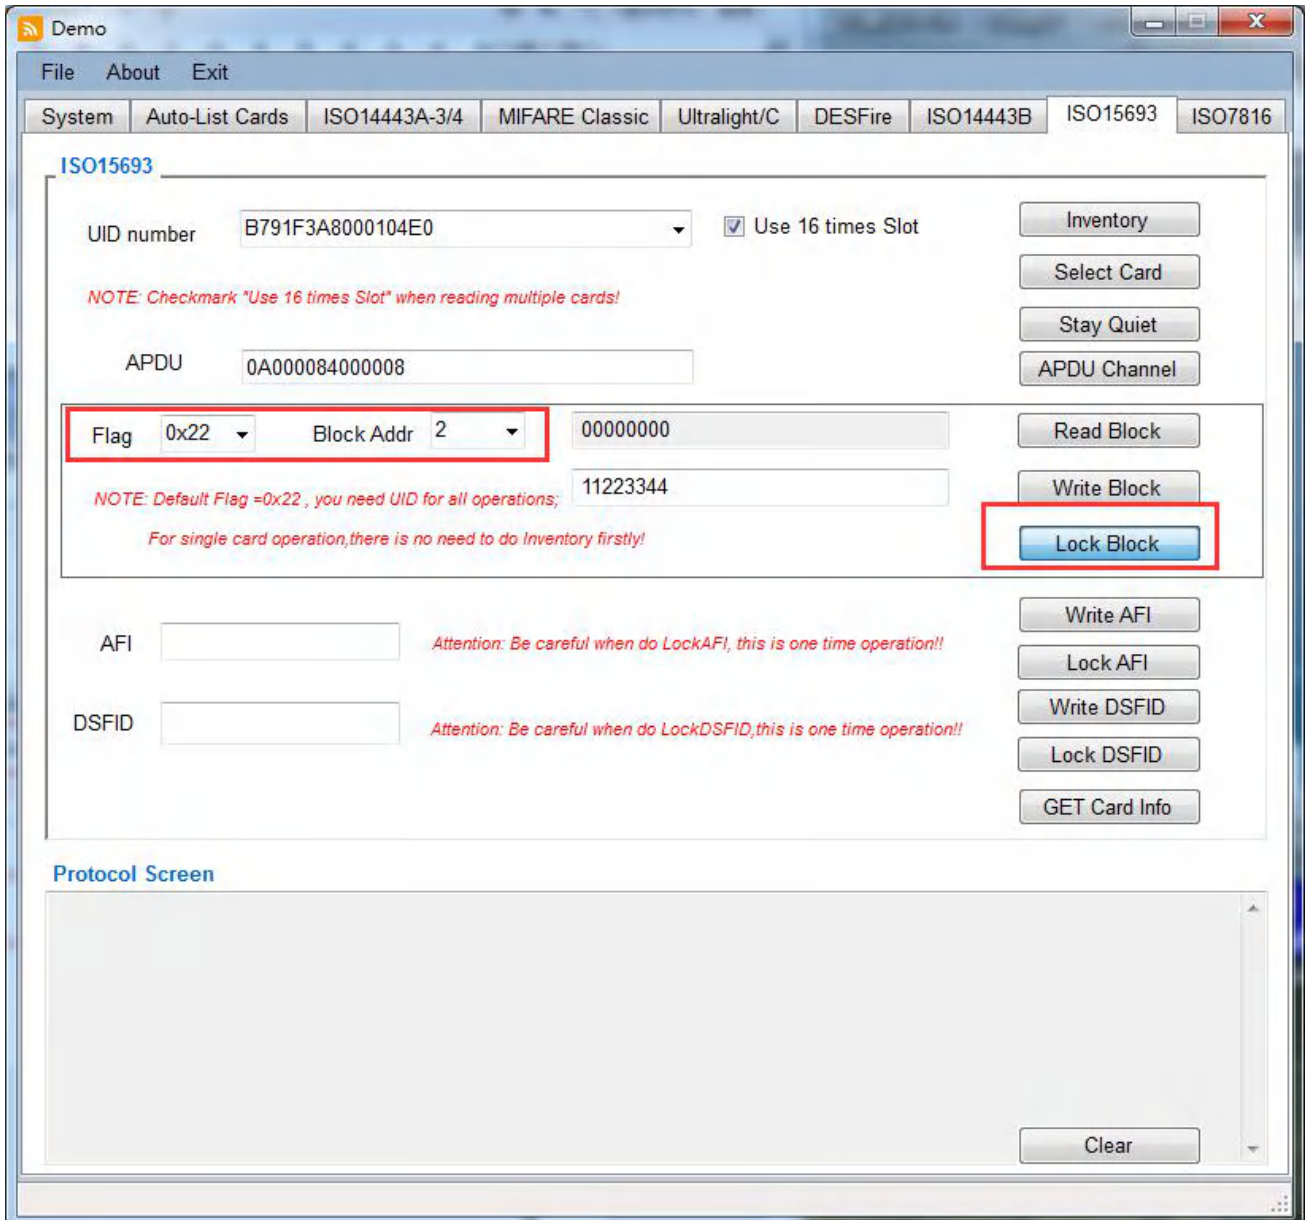 Demo
File About Exit
System Auto-List Cards ISO14443A-3/4 MIFARE Classic Ultralight/C DESFire ISO14443B ISO15693 ISO7816
ISO15693
UID number B791F3A8000104E0 Use 16 times Slot Inventory
Select Card
NOTE: Checkmark "Use 16 times Slot" when reading multiple cards!
Stay Quiet
APDU 0A000084000008 APDU Channel
Flag 0x22 Block Addr 2 00000000 Read Block
NOTE: Default Flag =0x22 , you need UID for all operations; 11223344 Write Block
For single card operation,there is no need to do Inventory firstly! Lock Block
Write AFI
AFI Attention: Be careful when do LockAFI, this is one time operation!!
Lock AFI
Write DSFID
DSFID Attention: Be careful when do LockDSFID,this is one time operation!!
Lock DSFID
GET Card Info
Protocol Screen
Clear